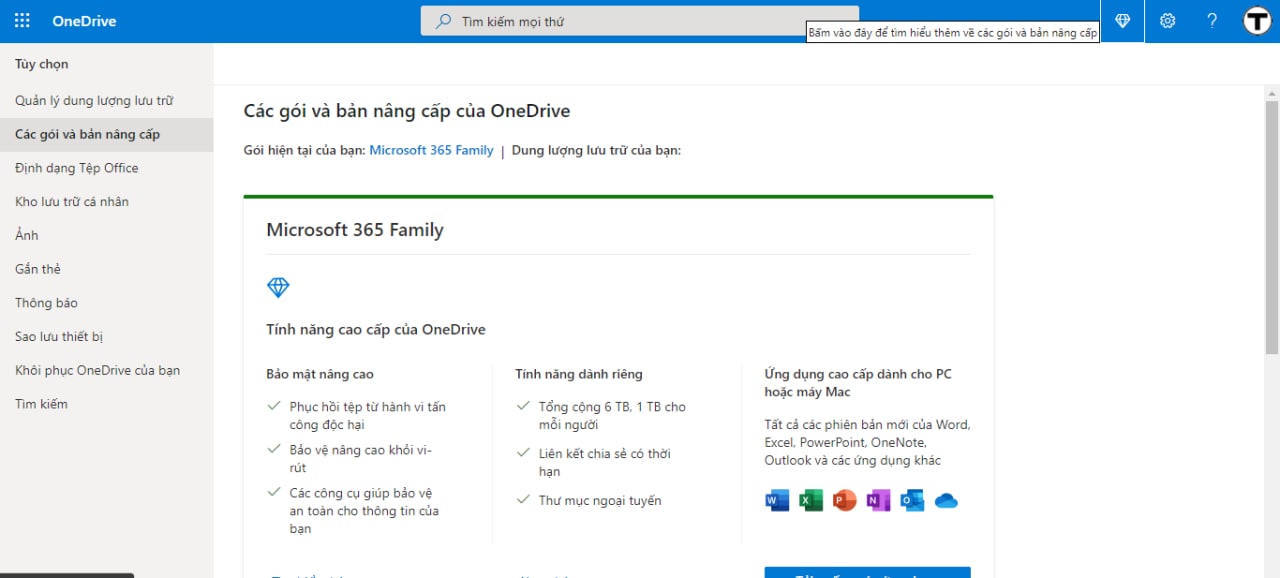 OneDrive
Tìm kiếm mọi thứ
Bấm vào đây để tìm hiểu thêm về các gói và bản nâng cấp
?
T
Tùy chọn
Quản lý dung lượng lưu trữ
Các gói và bản nâng cấp
Định dạng Tệp Office
Kho lưu trữ cá nhân
Ảnh
Gắn thẻ
Thông báo
Sao lưu thiết bị
Khôi phục OneDrive của bạn
Tìm kiếm
Các gói và bản nâng cấp của OneDrive
Gói hiện tại của bạn: Microsoft 365 Family | Dung lượng lưu trữ của bạn:
Microsoft 365 Family
Tính năng cao cấp của OneDrive
Bảo mật nâng cao
Phục hồi tệp từ hành vi tấn
công độc hại
Bảo vệ nâng cao khỏi vi-
rút
Các công cụ giúp bảo vệ
an toàn cho thông tin của
bạn
Tính năng dành riêng
Tổng cộng 6 TB, 1 TB cho
mỗi người
Liên kết chia sẻ có thời
hạn
Thư mục ngoại tuyến
Ứng dụng cao cấp dành cho PC
hoặc máy Mac
Tất cả các phiên bản mới của Word,
Excel, PowerPoint, OneNote,
Outlook và các ứng dụng khác
W X P N O